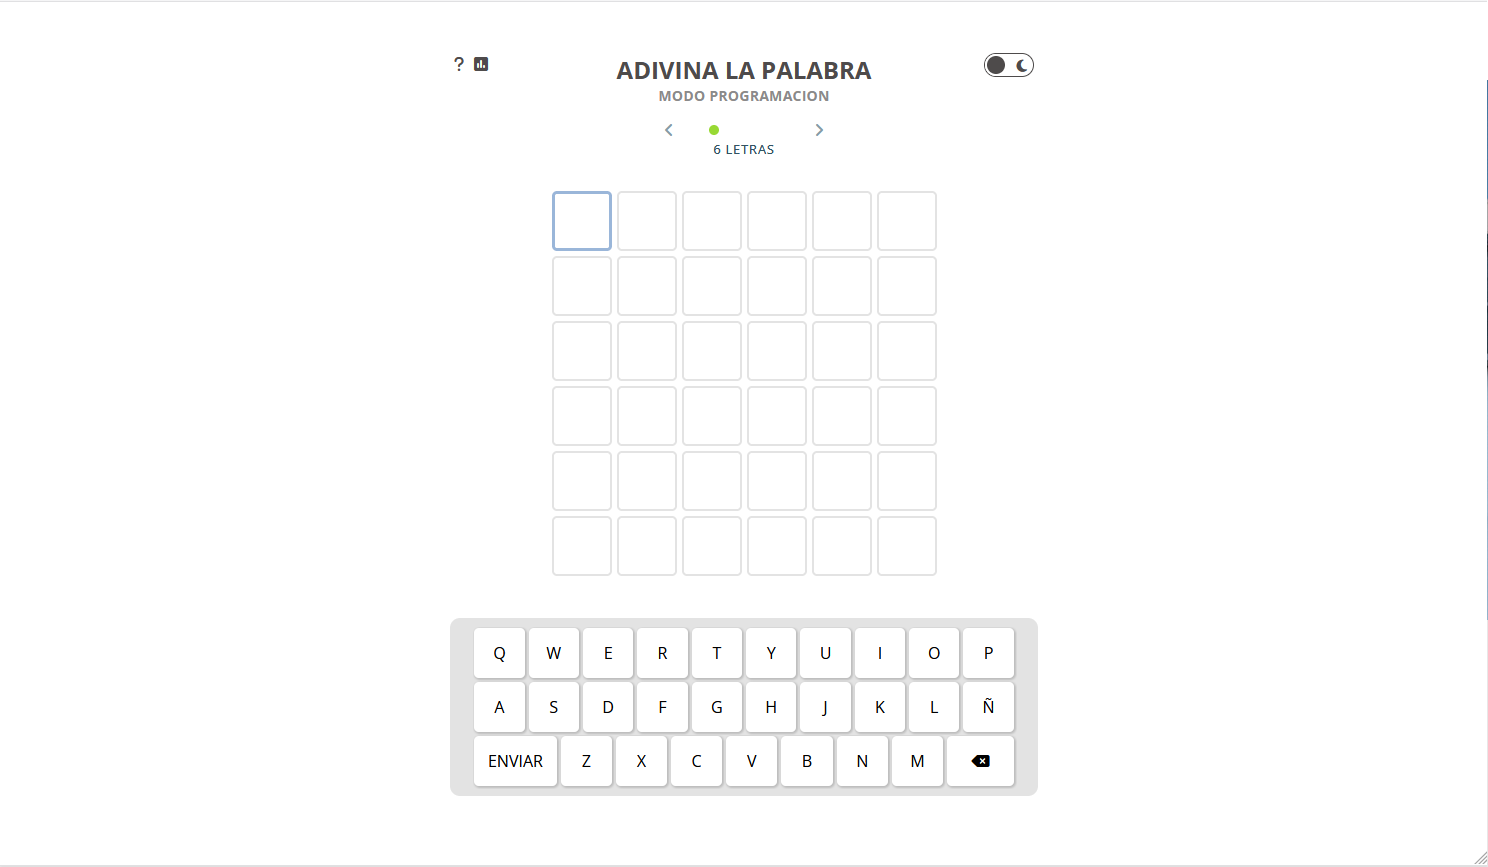 ?
ADIVINA LA PALABRA
MODO PROGRAMACION
6 LETRAS
Q W E R T Y U I O P
A S D F G H J K L Ñ
ENVIAR Z X C V B N M